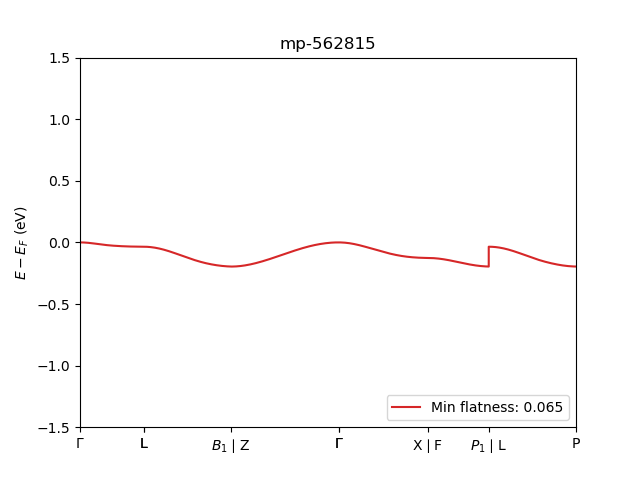 mp-562815
E − E_F (eV)
1.5
1.0
0.5
0.0
−0.5
−1.0
−1.5
Min flatness: 0.065
Γ L B₁ | Z Γ X | F P₁ | L P